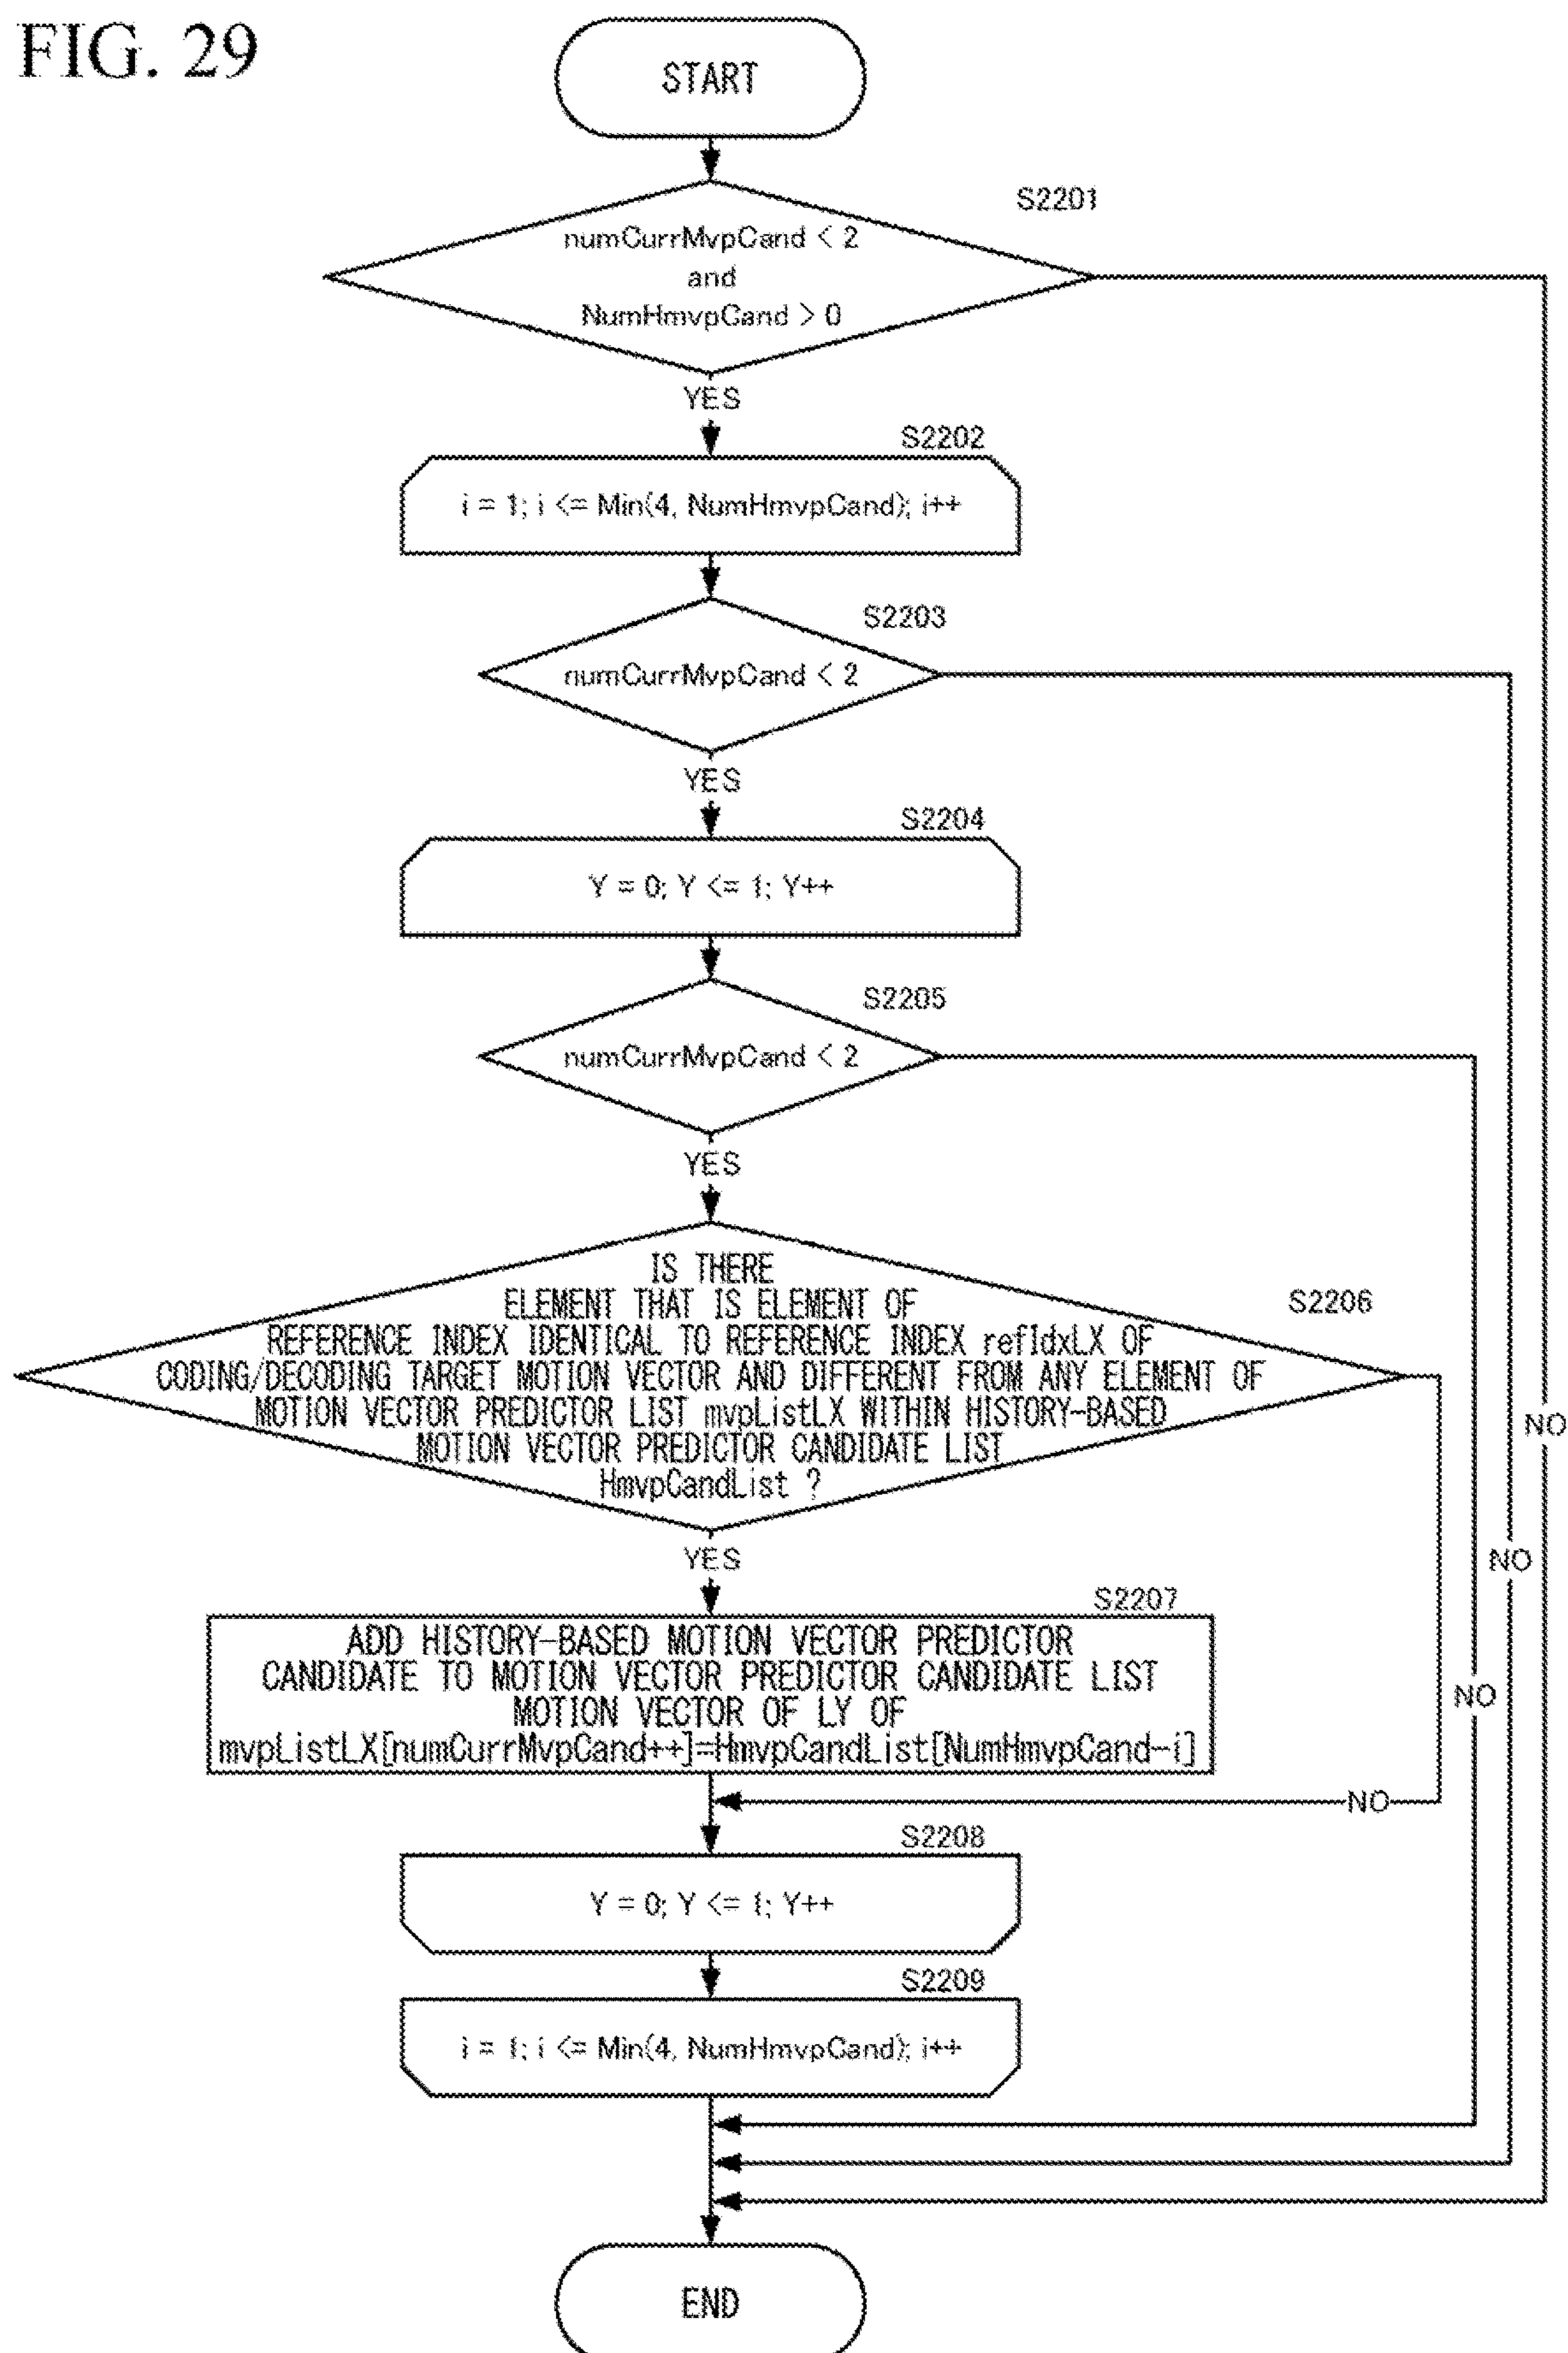 FIG. 29
START
S2201
numCurrMvpCand < 2
and
NumHmvpCand > 0
YES
S2202
i = 1; i <= Min(4, NumHmvpCand); i++
S2203
numCurrMvpCand < 2
YES
S2204
Y = 0; Y <= 1; Y++
S2205
numCurrMvpCand < 2
YES
IS THERE
ELEMENT THAT IS ELEMENT OF
S2206
REFERENCE INDEX IDENTICAL TO REFERENCE INDEX refIdxLX OF
CODING/DECODING TARGET MOTION VECTOR AND DIFFERENT FROM ANY ELEMENT OF
MOTION VECTOR PREDICTOR LIST mvpListLX WITHIN HISTORY-BASED
MOTION VECTOR PREDICTOR CANDIDATE LIST
HmvpCandList ?
NO
YES
NO
S2207
ADD HISTORY-BASED MOTION VECTOR PREDICTOR
CANDIDATE TO MOTION VECTOR PREDICTOR CANDIDATE LIST
MOTION VECTOR OF LY OF
mvpListLX[numCurrMvpCand++]=HmvpCandList[NumHmvpCand-i]
NO
NO
S2208
Y = 0; Y <= 1; Y++
S2209
i = 1; i <= Min(4, NumHmvpCand); i++
END